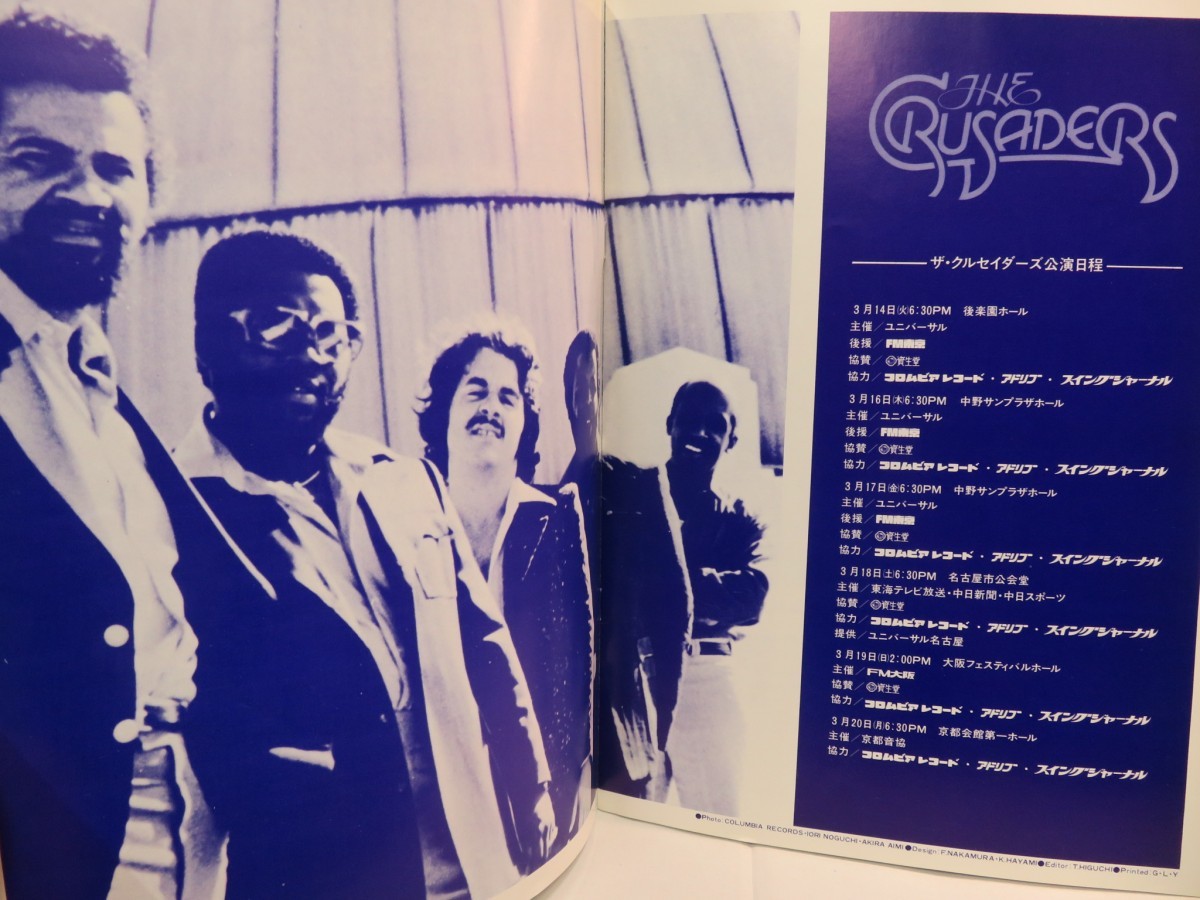 THE
CRUSADERS
ザ・クルセイダーズ公演日程
3月14日(火)6:30PM 後楽園ホール
主催/ユニバーサル
後援/FM東京
協賛/資生堂
協力/コロムビアレコード・アドリブ・スイングジャーナル
3月16日(木)6:30PM 中野サンプラザホール
主催/ユニバーサル
後援/FM東京
協賛/資生堂
協力/コロムビアレコード・アドリブ・スイングジャーナル
3月17日(金)6:30PM 中野サンプラザホール
主催/ユニバーサル
後援/FM東京
協賛/資生堂
協力/コロムビアレコード・アドリブ・スイングジャーナル
3月18日(土)6:30PM 名古屋市公会堂
主催/東海テレビ放送・中日新聞・中日スポーツ
協賛/資生堂
協力/コロムビアレコード・アドリブ・スイングジャーナル
提供/ユニバーサル名古屋
3月19日(日)2:00PM 大阪フェスティバルホール
主催/FM大阪
協賛/資生堂
協力/コロムビアレコード・アドリブ・スイングジャーナル
3月20日(月)6:30PM 京都会館第一ホール
主催/京都音協
協力/コロムビアレコード・アドリブ・スイングジャーナル
●Photo:COLUMBIA RECORDS・IORI NOGUCHI・AKIRA AIMI●Design:F.NAKAMURA・K.HAYAMI●Editor:T.HIGUCHI●Printed:G・L・Y